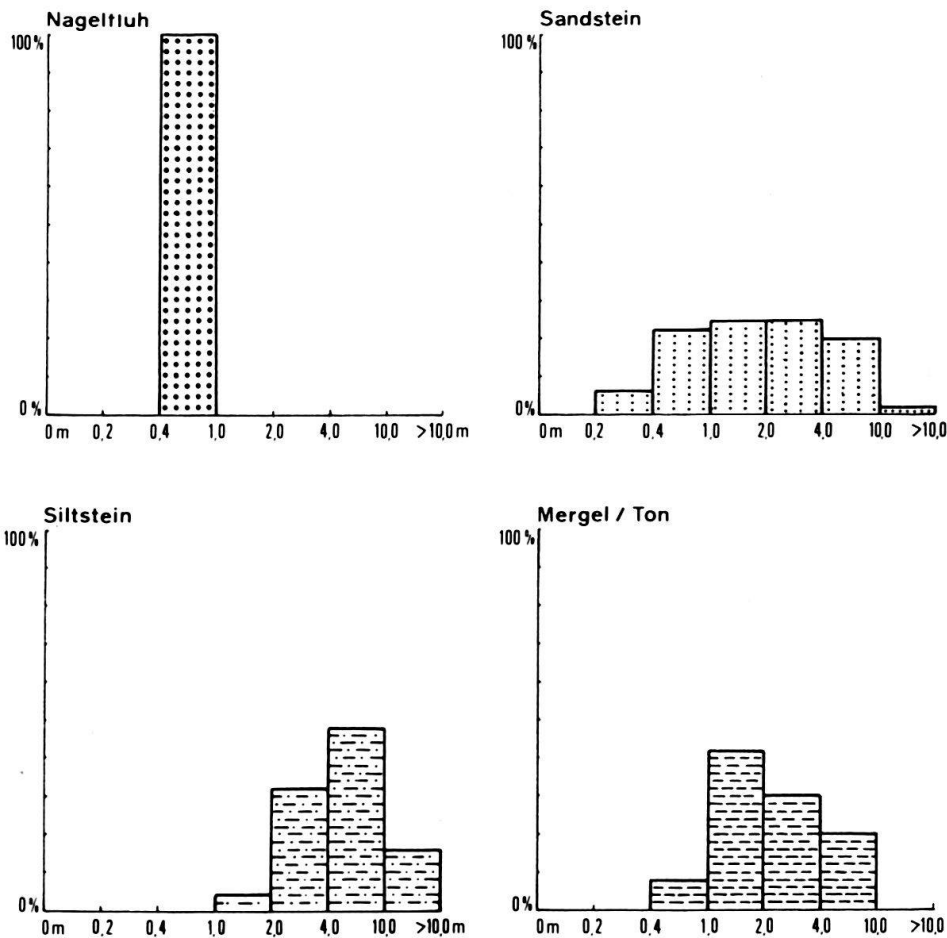 Nagelfluh
100%
0%
0m 0,2 0,4 1,0 2,0 4,0 10,0 >10,0m
Sandstein
100%
0%
0m 0,2 0,4 1,0 2,0 4,0 10,0 >10,0
Siltstein
100%
0%
0m 0,2 0,4 1,0 2,0 4,0 10,0 >10,0m
Mergel / Ton
100%
0%
0m 0,2 0,4 1,0 2,0 4,0 10,0 >10,0